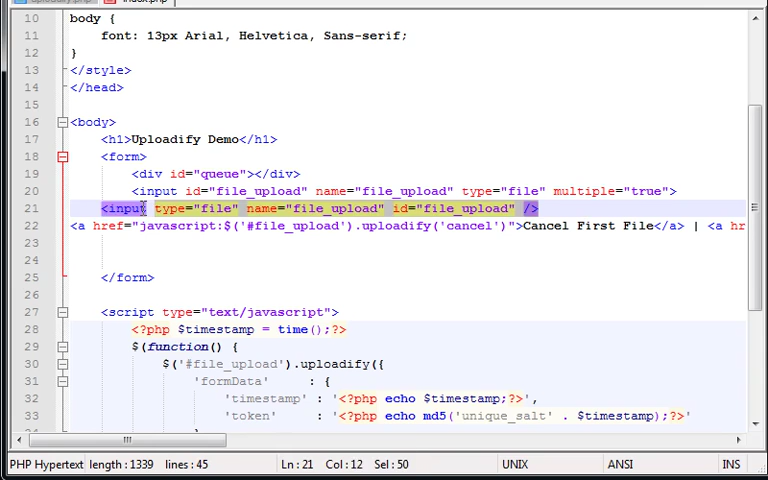 10 body {
11 font: 13px Arial, Helvetica, Sans-serif;
12 }
13 </style>
14 </head>
15
16 <body>
17 <h1>Uploadify Demo</h1>
18 <form>
19 <div id="queue"></div>
20 <input id="file_upload" name="file_upload" type="file" multiple="true">
21 <input type="file" name="file_upload" id="file_upload" />
22 <a href="javascript:$('#file_upload').uploadify('cancel')">Cancel First File</a> | <a hr
23
24
25 </form>
26
27 <script type="text/javascript">
28 <?php $timestamp = time();?>
29 $(function() {
30 $('#file_upload').uploadify({
31 'formData' : {
32 'timestamp' : '<?php echo $timestamp;?>',
33 'token' : '<?php echo md5('unique_salt' . $timestamp);?>'
PHP Hypertext length : 1339 lines : 45 Ln : 21 Col : 12 Sel : 50 UNIX ANSI INS